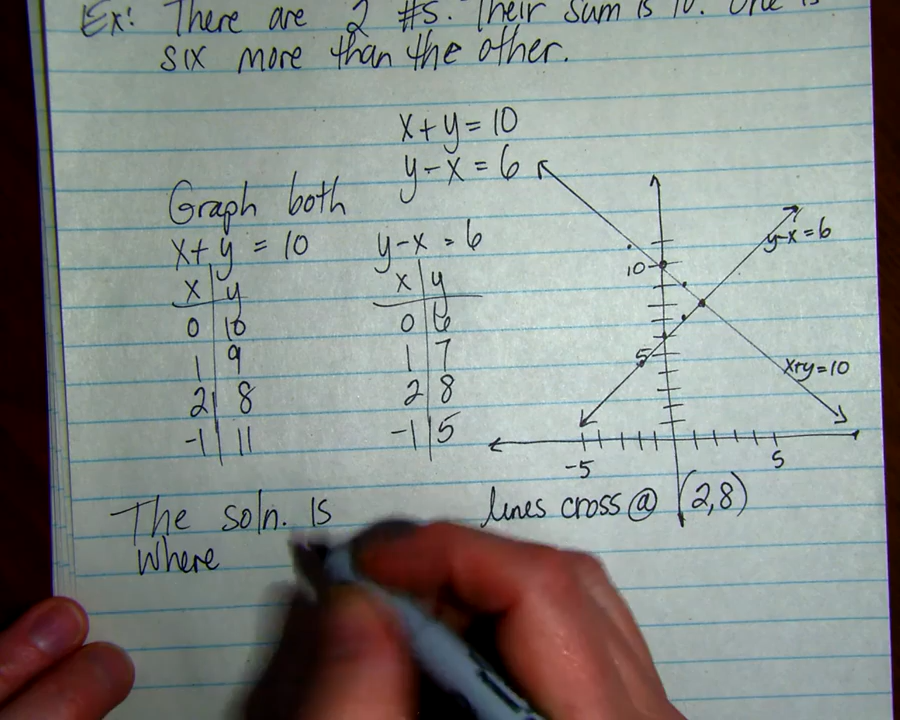 Ex: There are 2 #s. Their sum is 10. One is
six more than the other.
x+y=10
y-x=6
Graph both
x+y=10
x y
0 10
1 9
2 8
-1 11
y-x=6
x y
0 6
1 7
2 8
-1 5
10
5
-5
5
y-x=6
x+y=10
The soln. is
where
lines cross @ (2,8)